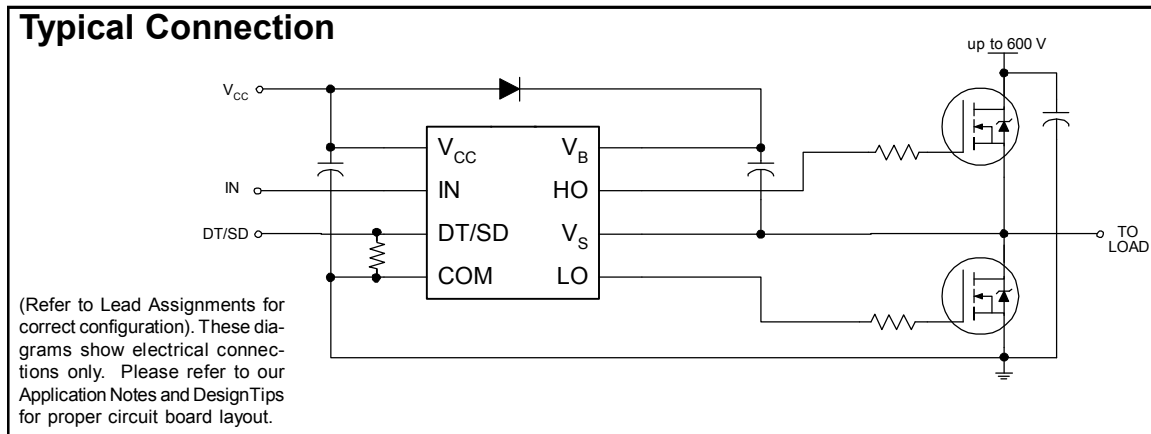 Typical Connection
up to 600 V
VCC
VCC
VB
IN
IN
HO
DT/SD
DT/SD
VS
TO
LOAD
COM
LO
(Refer to Lead Assignments for
correct configuration). These dia-
grams show electrical connec-
tions only. Please refer to our
Application Notes and DesignTips
for proper circuit board layout.